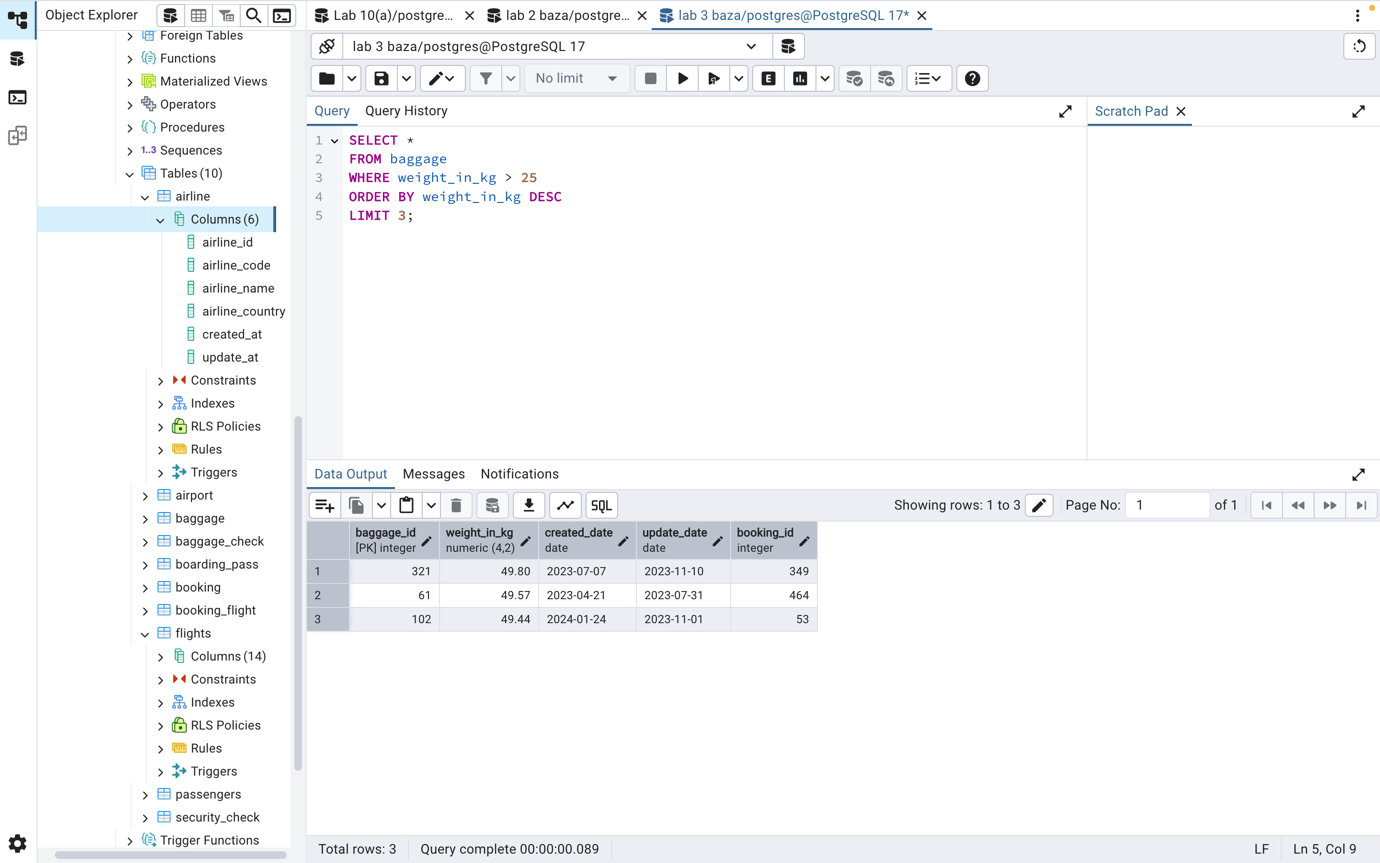 Object Explorer
Foreign Tables
Functions
Materialized Views
Operators
Procedures
1..3 Sequences
Tables (10)
airline
Columns (6)
airline_id
airline_code
airline_name
airline_country
created_at
update_at
Constraints
Indexes
RLS Policies
Rules
Triggers
airport
baggage
baggage_check
boarding_pass
booking
booking_flight
flights
Columns (14)
Constraints
Indexes
RLS Policies
Rules
Triggers
passengers
security_check
Trigger Functions
Lab 10(a)/postgre...
lab 2 baza/postgre...
lab 3 baza/postgres@PostgreSQL 17*
lab 3 baza/postgres@PostgreSQL 17
No limit
E
Query Query History
Scratch Pad
1 SELECT *
2 FROM baggage
3 WHERE weight_in_kg > 25
4 ORDER BY weight_in_kg DESC
5 LIMIT 3;
Data Output Messages Notifications
SQL
Showing rows: 1 to 3
Page No: 1 of 1
baggage_id weight_in_kg created_date update_date booking_id
[PK] integer numeric (4,2) date date integer
1 321 49.80 2023-07-07 2023-11-10 349
2 61 49.57 2023-04-21 2023-07-31 464
3 102 49.44 2024-01-24 2023-11-01 53
Total rows: 3 Query complete 00:00:00.089 LF Ln 5, Col 9